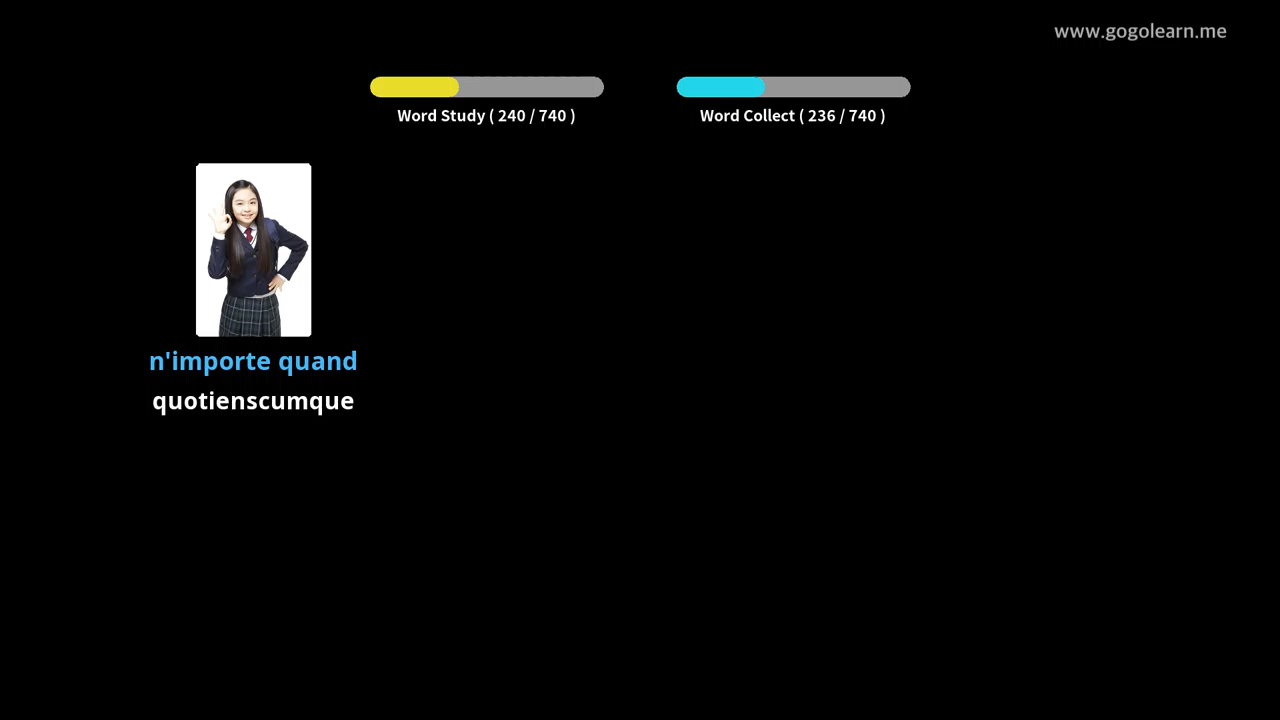 www.gogolearn.me
Word Study ( 240 / 740 )
Word Collect ( 236 / 740 )
n'importe quand
quotienscumque